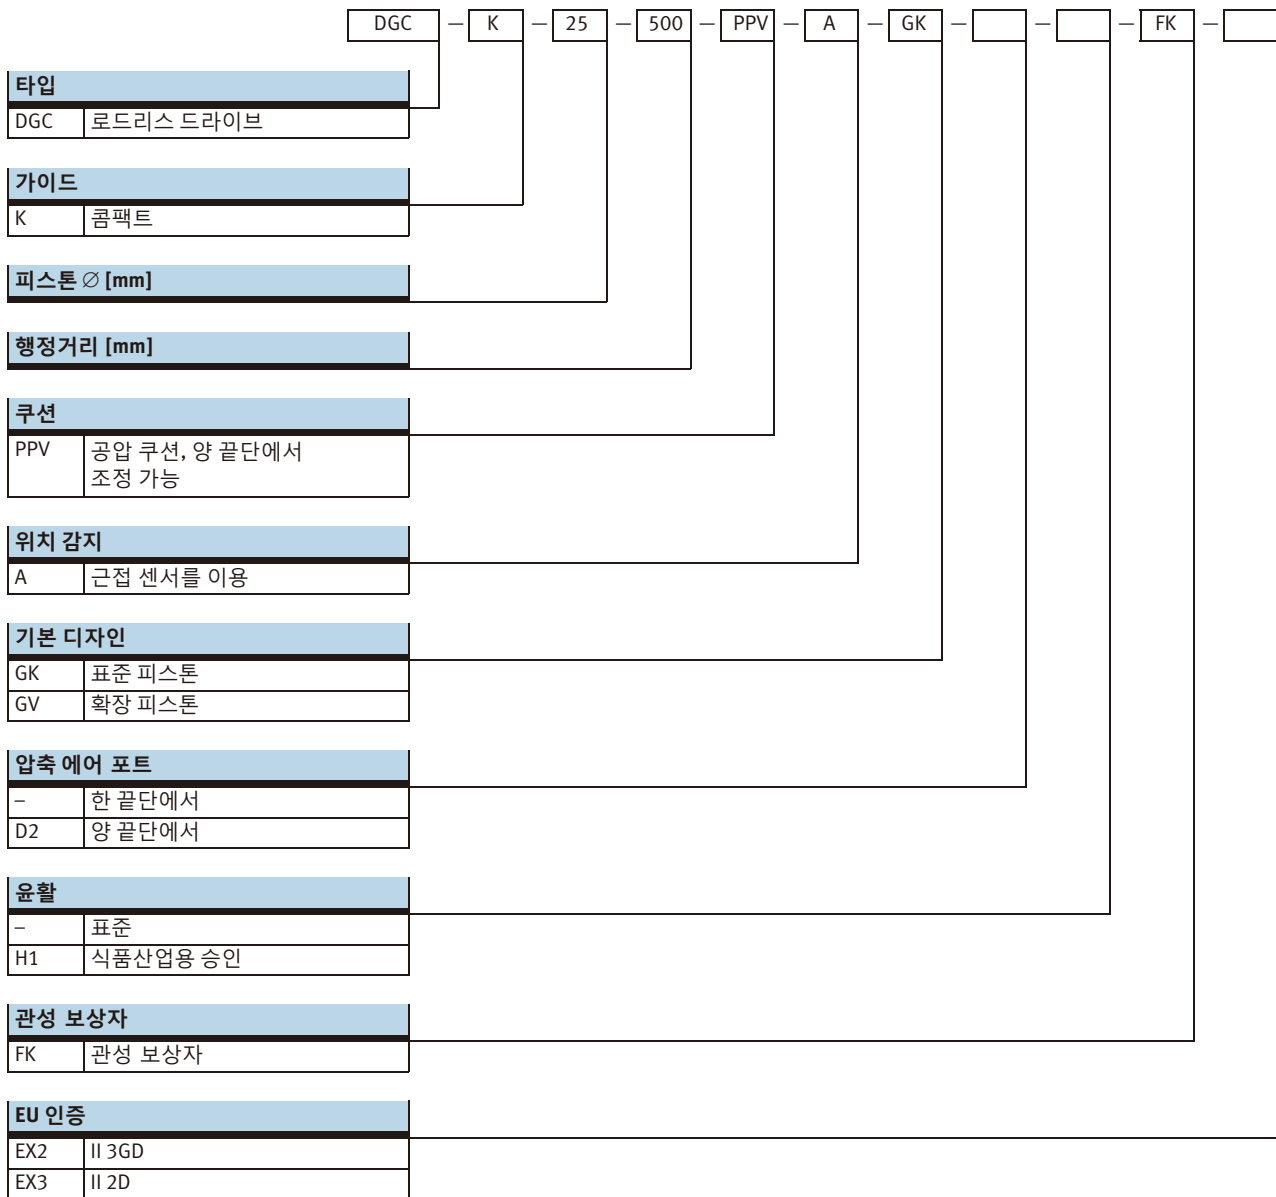 DGC — K — 25 — 500 — PPV — A — GK — — — FK —
타입
DGC 로드리스 드라이브
가이드
K 콤팩트
피스톤 ∅ [mm]
행정거리 [mm]
쿠션
PPV 공압 쿠션, 양 끝단에서
조정 가능
위치 감지
A 근접 센서를 이용
기본 디자인
GK 표준 피스톤
GV 확장 피스톤
압축 에어 포트
– 한 끝단에서
D2 양 끝단에서
윤활
– 표준
H1 식품산업용 승인
관성 보상자
FK 관성 보상자
EU 인증
EX2 II 3GD
EX3 II 2D